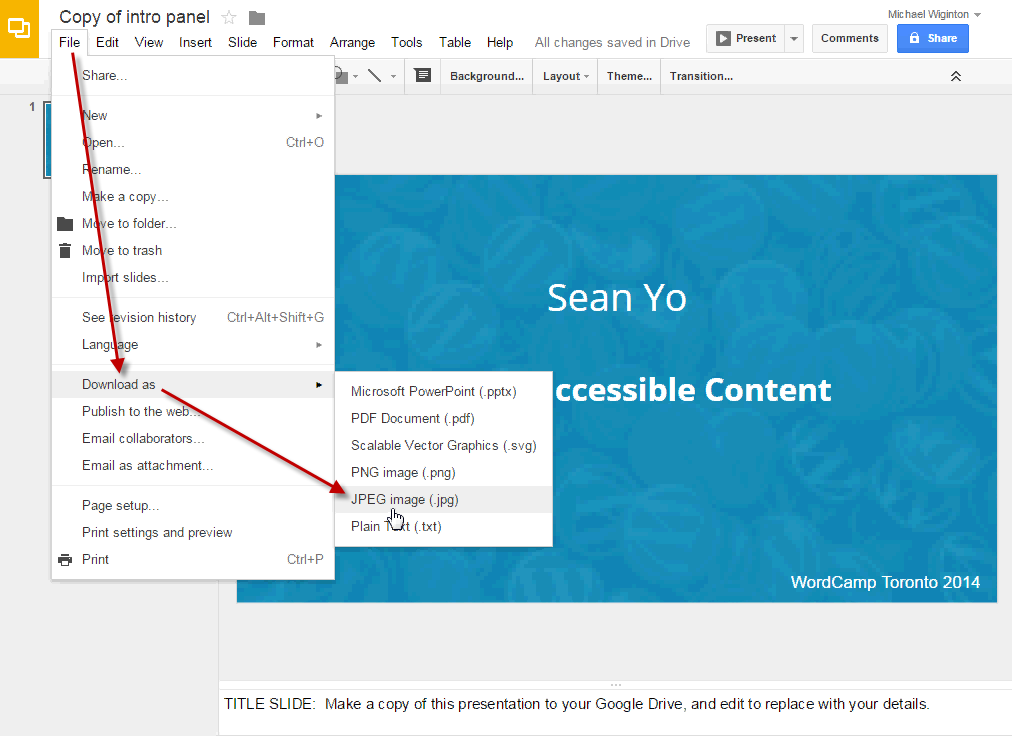 Copy of intro panel
Michael Wiginton
File Edit View Insert Slide Format Arrange Tools Table Help All changes saved in Drive
Present Comments Share
Background... Layout Theme... Transition...
Share...
New
Open... Ctrl+O
Rename...
Make a copy...
Move to folder...
Move to trash
Import slides...
See revision history Ctrl+Alt+Shift+G
Language
Download as
Publish to the web...
Email collaborators...
Email as attachment...
Page setup...
Print settings and preview
Print Ctrl+P
Microsoft PowerPoint (.pptx)
PDF Document (.pdf)
Scalable Vector Graphics (.svg)
PNG image (.png)
JPEG image (.jpg)
Plain Text (.txt)
1
Sean Yo
ccessible Content
WordCamp Toronto 2014
TITLE SLIDE: Make a copy of this presentation to your Google Drive, and edit to replace with your details.